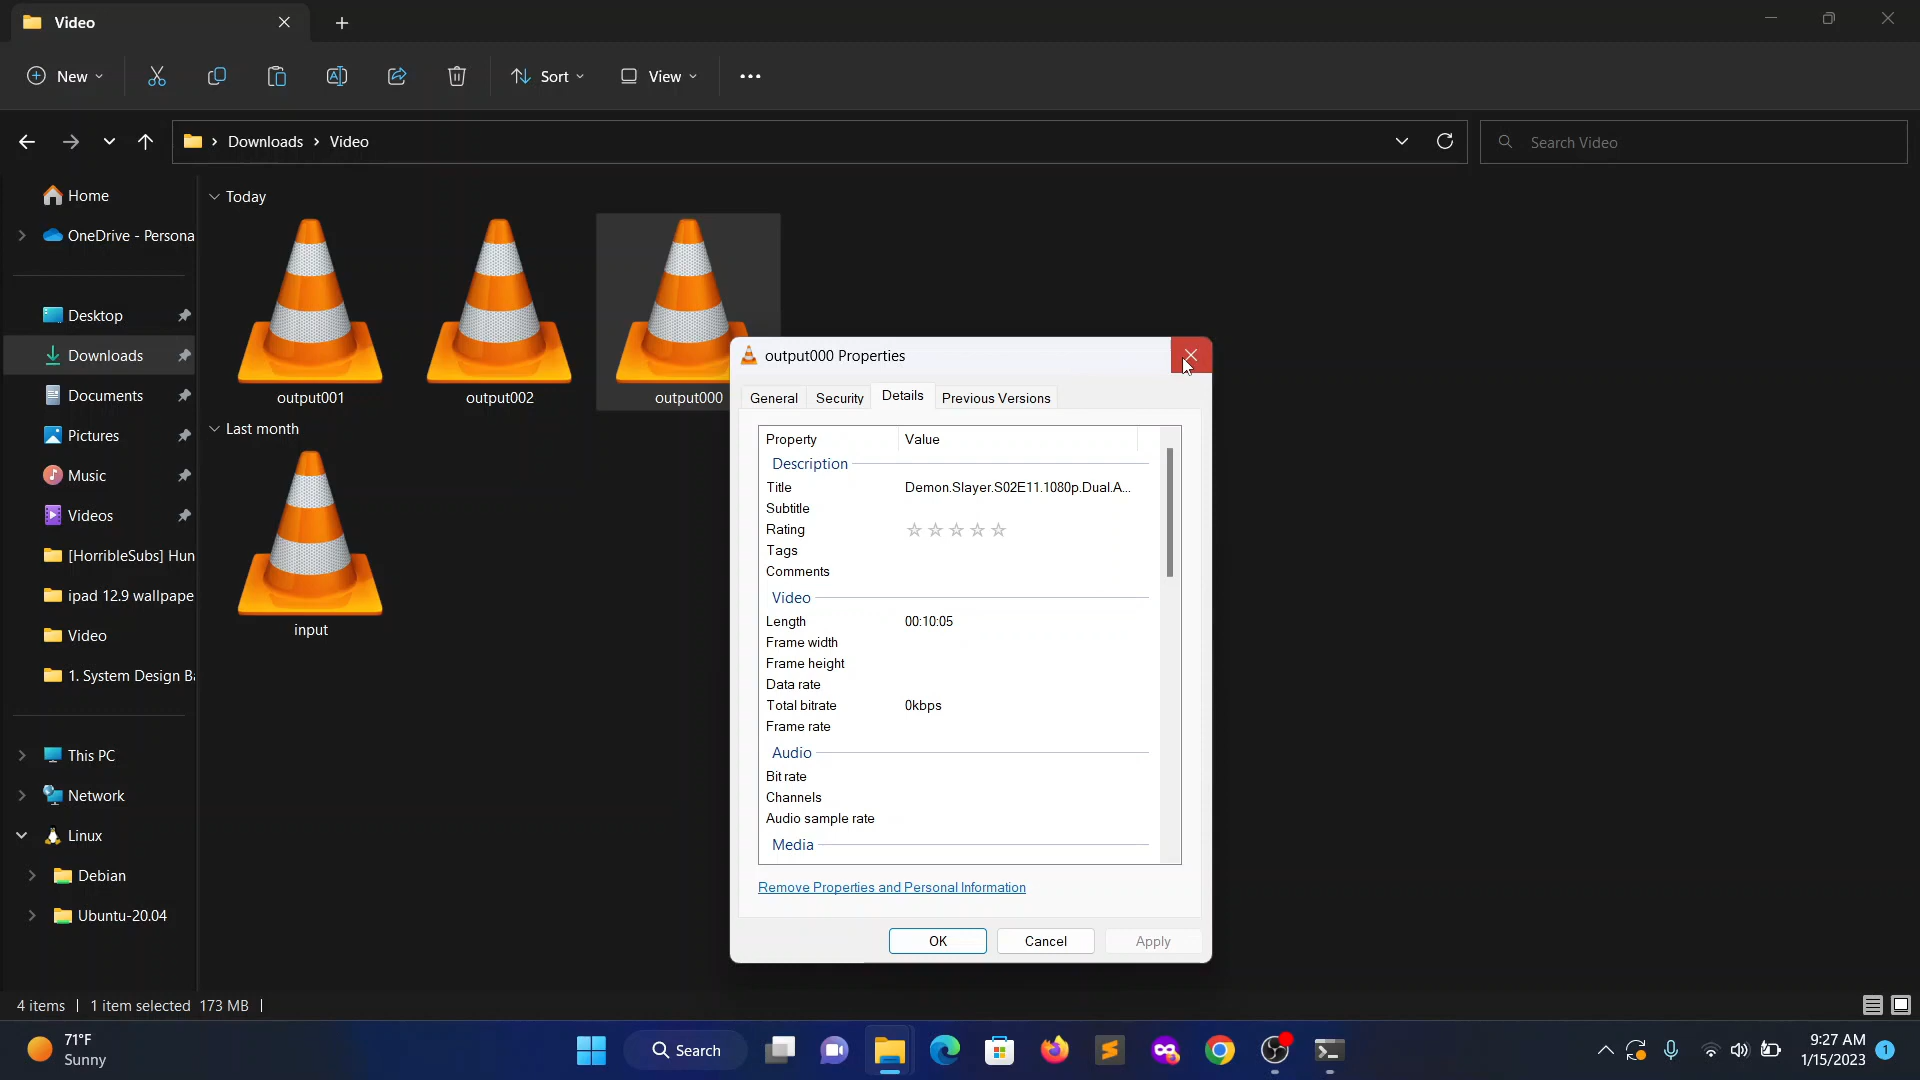 Video
New
Sort
View
Downloads
Video
Search Video
Home
OneDrive - Persona
Desktop
Downloads
Documents
Pictures
Music
Videos
[HorribleSubs] Hun
ipad 12.9 wallpape
Video
1. System Design Ba
This PC
Network
Linux
Debian
Ubuntu-20.04
Today
output001
output002
output000
Last month
input
output000 Properties
General
Security
Details
Previous Versions
Property Value
Description
Title Demon.Slayer.S02E11.1080p.Dual.A...
Subtitle
Rating
Tags
Comments
Video
Length 00:10:05
Frame width
Frame height
Data rate
Total bitrate 0kbps
Frame rate
Audio
Bit rate
Channels
Audio sample rate
Media
Remove Properties and Personal Information
OK
Cancel
Apply
4 items 1 item selected 173 MB
71°F
Sunny
Search
9:27 AM
1/15/2023
1